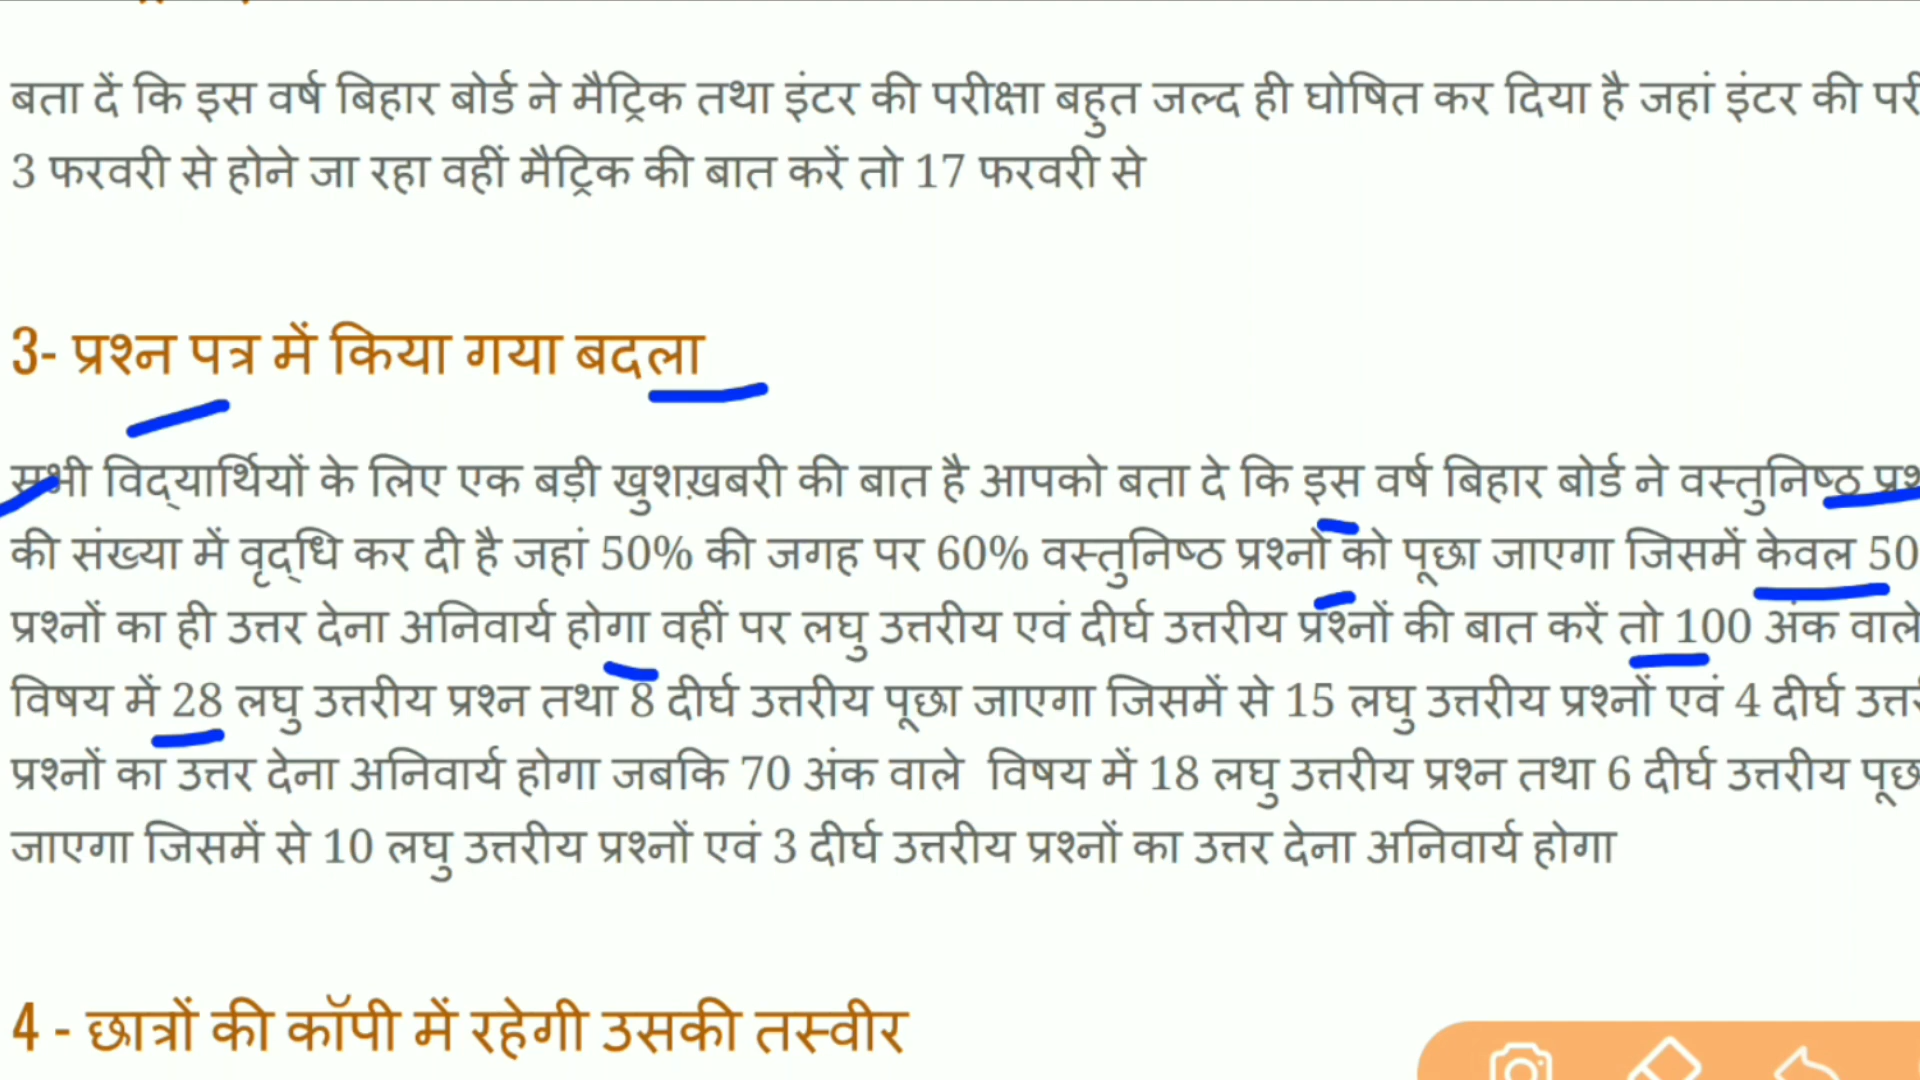 बता दें कि इस वर्ष बिहार बोर्ड ने मैट्रिक तथा इंटर की परीक्षा बहुत जल्द ही घोषित कर दिया है जहां इंटर की
3 फरवरी से होने जा रहा वहीं मैट्रिक की बात करें तो 17 फरवरी से
3- प्रश्न पत्र में किया गया बदला
सभी विद्यार्थियों के लिए एक बड़ी खुशख़बरी की बात है आपको बता दे कि इस वर्ष बिहार बोर्ड ने वस्तुनिष्ठ
की संख्या में वृद्धि कर दी है जहां 50% की जगह पर 60% वस्तुनिष्ठ प्रश्नों को पूछा जाएगा जिसमें केवल 50
प्रश्नों का ही उत्तर देना अनिवार्य होगा वहीं पर लघु उत्तरीय एवं दीर्घ उत्तरीय प्रश्नों की बात करें तो 100 अंक वाले
विषय में 28 लघु उत्तरीय प्रश्न तथा 8 दीर्घ उत्तरीय पूछा जाएगा जिसमें से 15 लघु उत्तरीय प्रश्नों एवं 4 दीर्घ
प्रश्नों का उत्तर देना अनिवार्य होगा जबकि 70 अंक वाले विषय में 18 लघु उत्तरीय प्रश्न तथा 6 दीर्घ उत्तरीय पूछ
जाएगा जिसमें से 10 लघु उत्तरीय प्रश्नों एवं 3 दीर्घ उत्तरीय प्रश्नों का उत्तर देना अनिवार्य होगा
4 - छात्रों की कॉपी में रहेगी उसकी तस्वीर